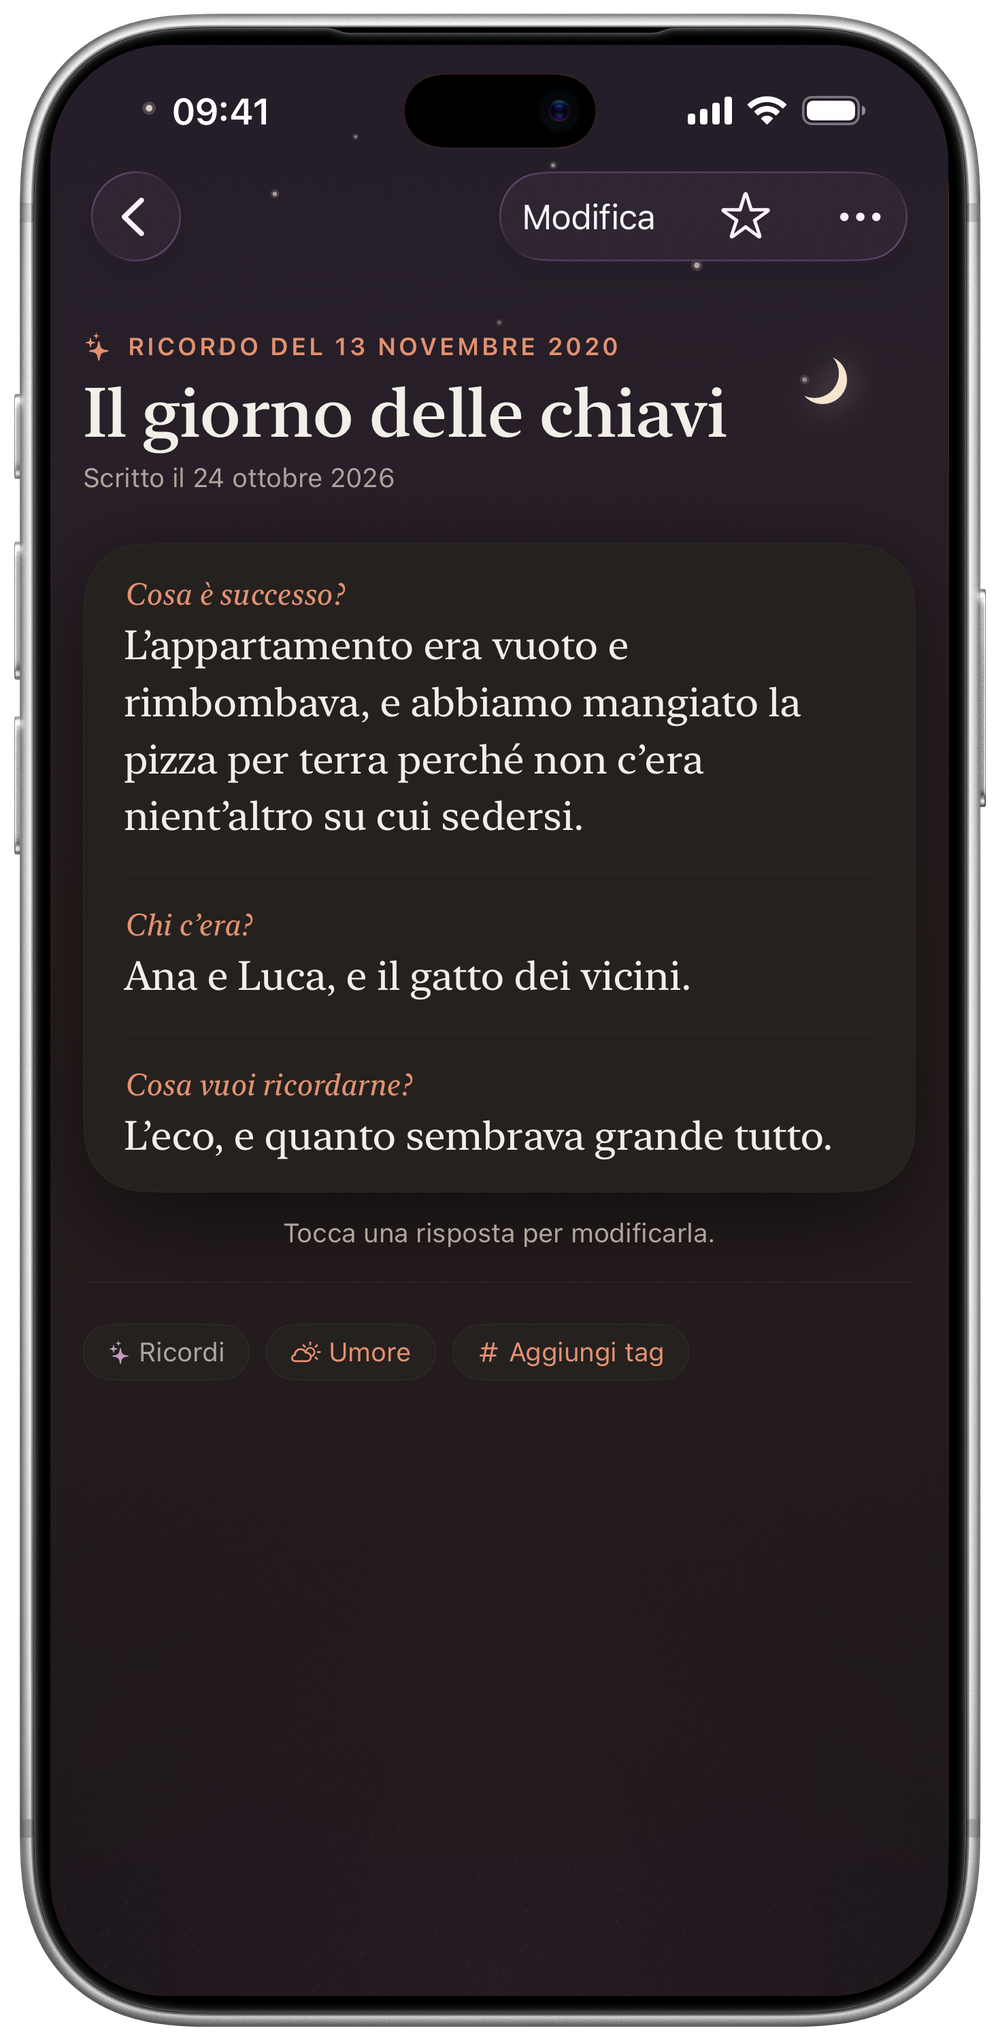 09:41
Modifica
RICORDO DEL 13 NOVEMBRE 2020
Il giorno delle chiavi
Scritto il 24 ottobre 2026
Cosa è successo?
L’appartamento era vuoto e
rimbombava, e abbiamo mangiato la
pizza per terra perché non c’era
nient’altro su cui sedersi.
Chi c’era?
Ana e Luca, e il gatto dei vicini.
Cosa vuoi ricordarne?
L’eco, e quanto sembrava grande tutto.
Tocca una risposta per modificarla.
Ricordi
Umore
# Aggiungi tag